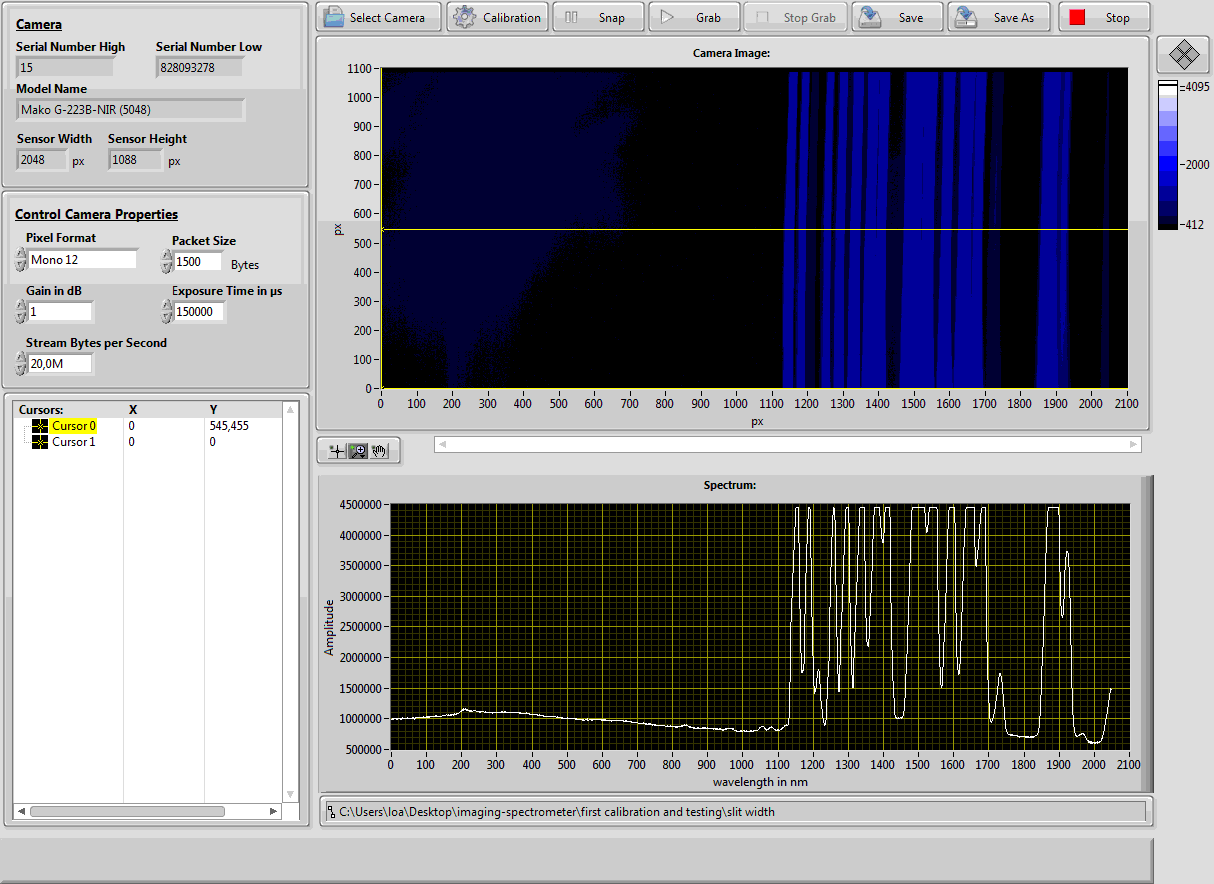 Select Camera Calibration Snap Grab Stop Grab Save Save As Stop
Camera
Serial Number High Serial Number Low
15 828093278
Model Name
Mako G-223B-NIR (5048)
Sensor Width Sensor Height
2048 px 1088 px
Control Camera Properties
Pixel Format Packet Size
Mono 12 1500 Bytes
Gain in dB Exposure Time in µs
1 150000
Stream Bytes per Second
20,0M
Cursors: X Y
Cursor 0 0 545,455
Cursor 1 0 0
Camera Image:
1100
1000
900
800
700
600
500
400
300
200
100
0
px
0 100 200 300 400 500 600 700 800 900 1000 1100 1200 1300 1400 1500 1600 1700 1800 1900 2000 2100
px
4095
2000
412
Spectrum:
4500000
4000000
3500000
3000000
2500000
2000000
1500000
1000000
500000
Amplitude
0 100 200 300 400 500 600 700 800 900 1000 1100 1200 1300 1400 1500 1600 1700 1800 1900 2000 2100
wavelength in nm
C:\Users\loa\Desktop\imaging-spectrometer\first calibration and testing\slit width